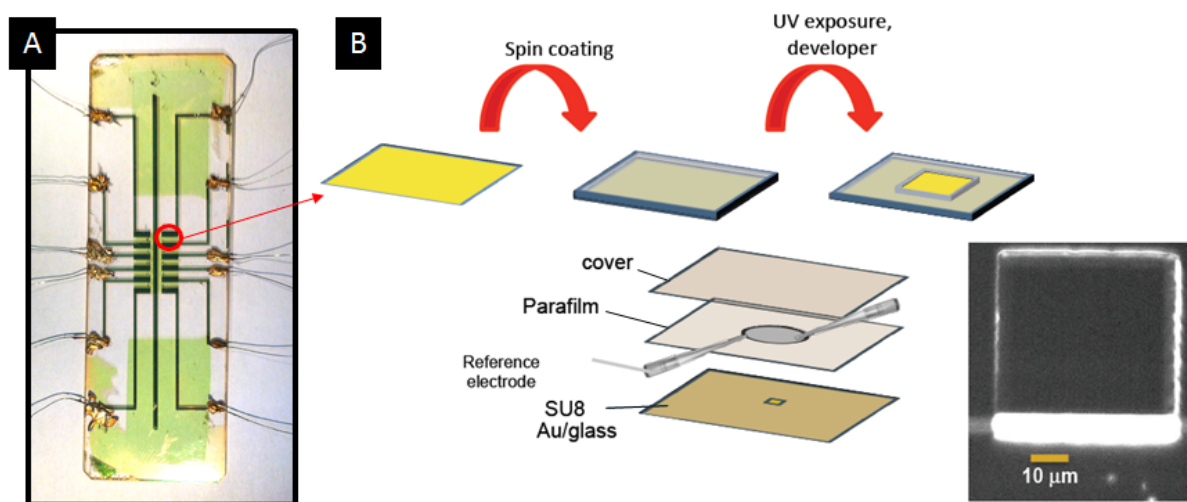 A
B
Spin coating
UV exposure,
developer
cover
Parafilm
Reference
electrode
SU8
Au/glass
10 µm